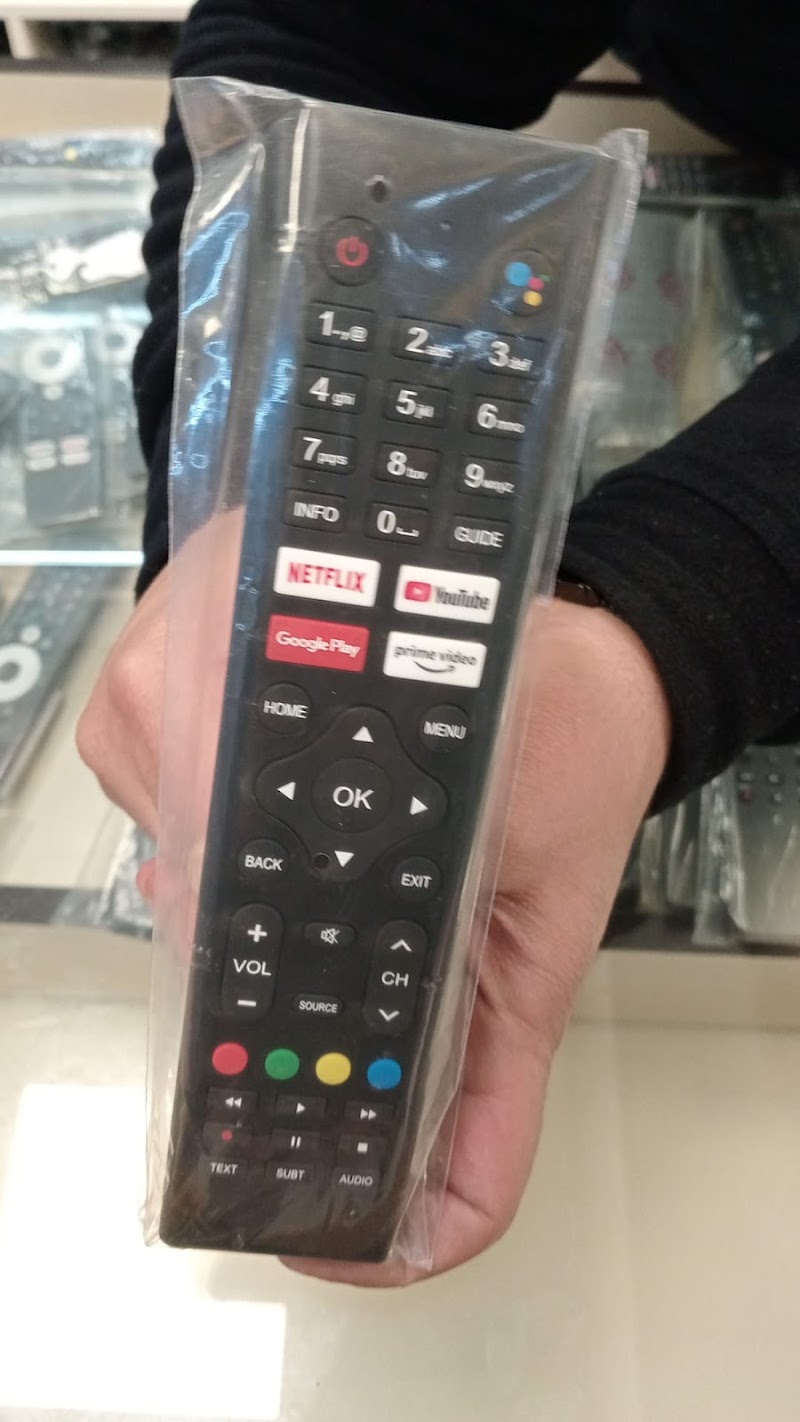 1.,@ 2abc 3def
4ghi 5jkl 6mno
7pqrs 8tuv 9wxyz
INFO 0 GUIDE
NETFLIX YouTube
Google Play prime video
HOME MENU
OK
BACK EXIT
+ 
VOL CH
-
SOURCE
TEXT SUBT AUDIO